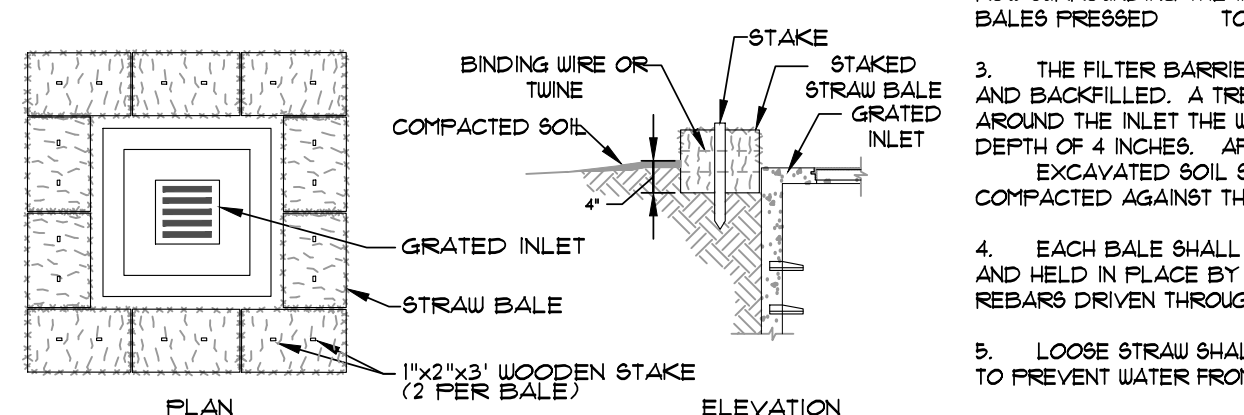 STAKE
BINDING WIRE OR
TWINE
STAKED
STRAW BALE
GRATED
INLET
COMPACTED SOIL
4"
GRATED INLET
STRAW BALE
1"x2"x3' WOODEN STAKE
(2 PER BALE)
PLAN
ELEVATION
BALES PRESSED TO
3. THE FILTER BARRIE
AND BACKFILLED. A TRE
AROUND THE INLET THE W
DEPTH OF 4 INCHES. AF
EXCAVATED SOIL S
COMPACTED AGAINST TH
4. EACH BALE SHALL
AND HELD IN PLACE BY
REBARS DRIVEN THROUG
5. LOOSE STRAW SHAL
TO PREVENT WATER FROM